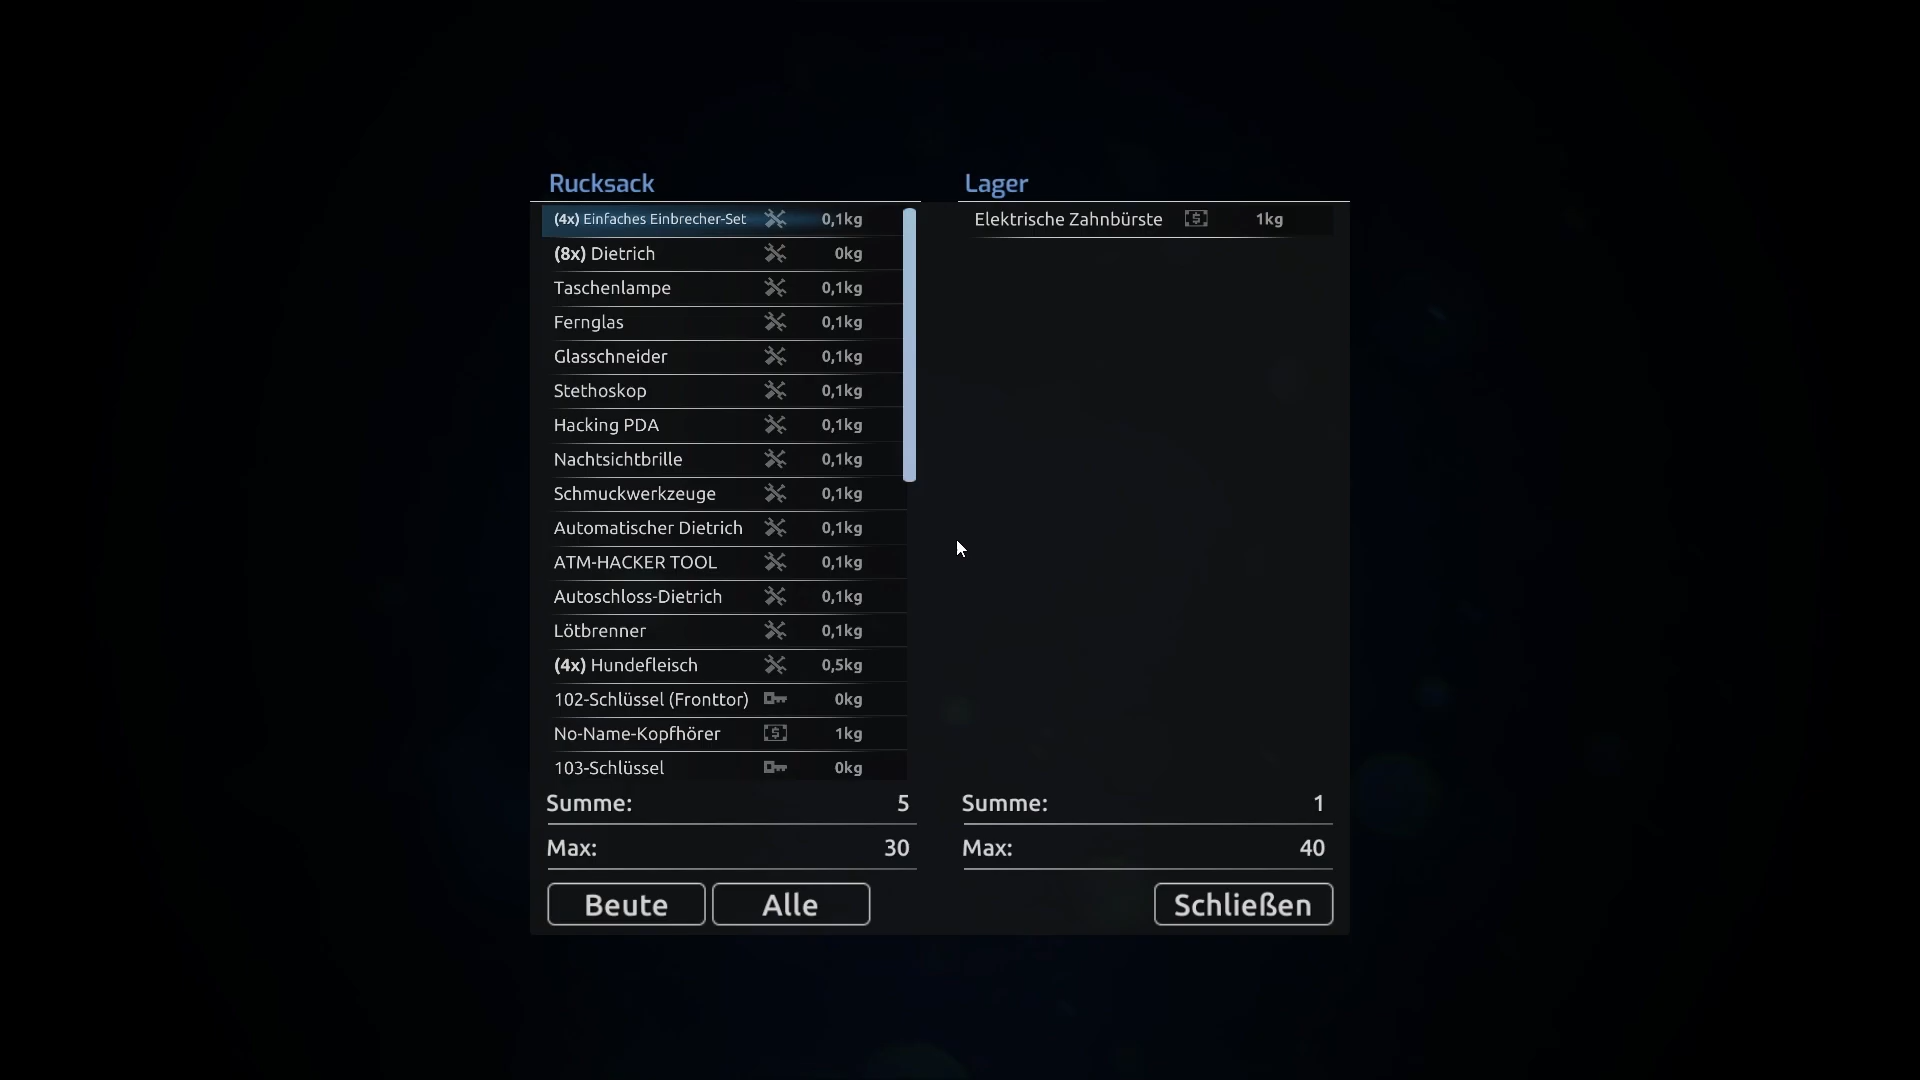 Rucksack
(4x) Einfaches Einbrecher-Set 0,1kg
(8x) Dietrich 0kg
Taschenlampe 0,1kg
Fernglas 0,1kg
Glasschneider 0,1kg
Stethoskop 0,1kg
Hacking PDA 0,1kg
Nachtsichtbrille 0,1kg
Schmuckwerkzeuge 0,1kg
Automatischer Dietrich 0,1kg
ATM-HACKER TOOL 0,1kg
Autoschloss-Dietrich 0,1kg
Lötbrenner 0,1kg
(4x) Hundefleisch 0,5kg
102-Schlüssel (Fronttor) 0kg
No-Name-Kopfhörer $ 1kg
103-Schlüssel 0kg
Summe: 5
Max: 30
Beute Alle
Lager
Elektrische Zahnbürste $ 1kg
Summe: 1
Max: 40
Schließen